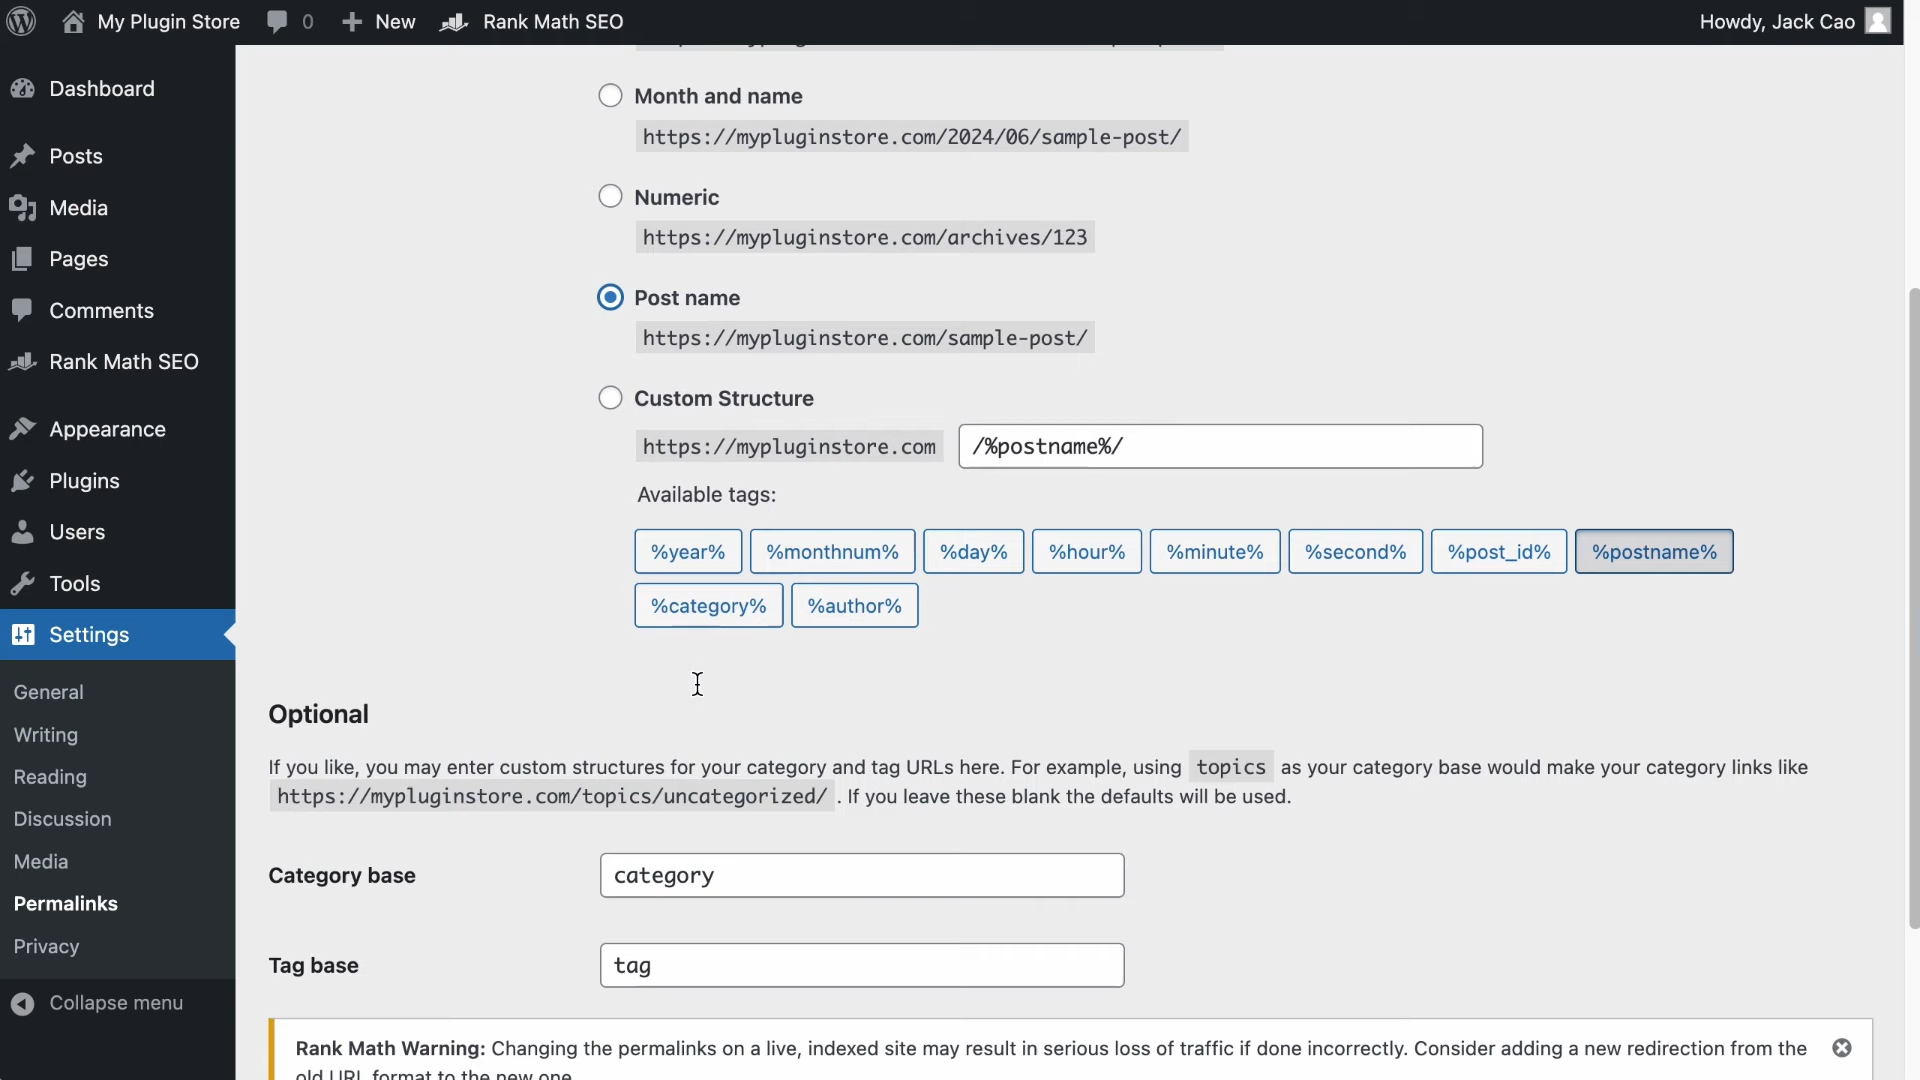 My Plugin Store
0
New
Rank Math SEO
Howdy, Jack Cao
Dashboard
Posts
Media
Pages
Comments
Rank Math SEO
Appearance
Plugins
Users
Tools
Settings
General
Writing
Reading
Discussion
Media
Permalinks
Privacy
Collapse menu
Month and name
https://mypluginstore.com/2024/06/sample-post/
Numeric
https://mypluginstore.com/archives/123
Post name
https://mypluginstore.com/sample-post/
Custom Structure
https://mypluginstore.com /%postname%/
Available tags:
%year% %monthnum% %day% %hour% %minute% %second% %post_id% %postname%
%category% %author%
Optional
If you like, you may enter custom structures for your category and tag URLs here. For example, using topics as your category base would make your category links like
https://mypluginstore.com/topics/uncategorized/ . If you leave these blank the defaults will be used.
Category base category
Tag base tag
Rank Math Warning: Changing the permalinks on a live, indexed site may result in serious loss of traffic if done incorrectly. Consider adding a new redirection from the
old URL format to the new one